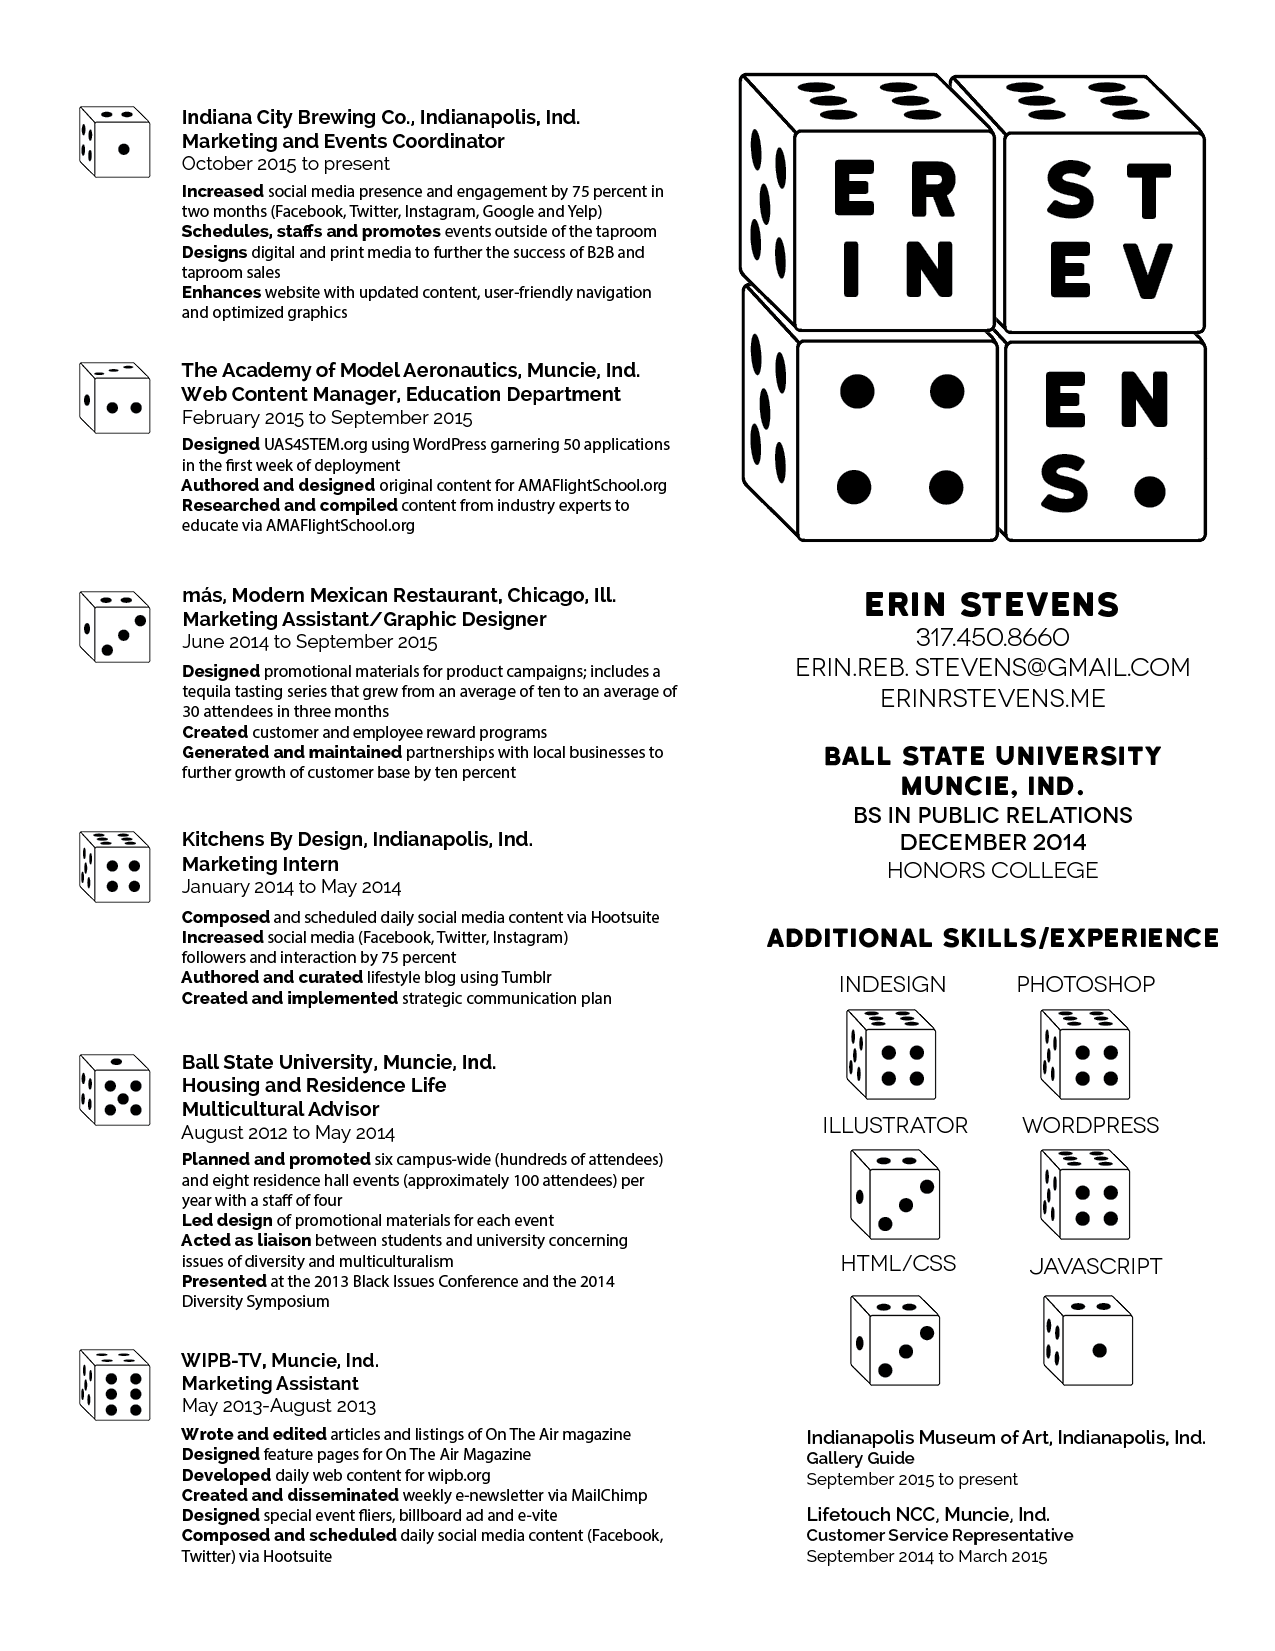 Indiana City Brewing Co., Indianapolis, Ind.
Marketing and Events Coordinator
October 2015 to present
Increased social media presence and engagement by 75 percent in
two months (Facebook, Twitter, Instagram, Google and Yelp)
Schedules, staffs and promotes events outside of the taproom
Designs digital and print media to further the success of B2B and
taproom sales
Enhances website with updated content, user-friendly navigation
and optimized graphics
The Academy of Model Aeronautics, Muncie, Ind.
Web Content Manager, Education Department
February 2015 to September 2015
Designed UAS4STEM.org using WordPress garnering 50 applications
in the first week of deployment
Authored and designed original content for AMAFlightSchool.org
Researched and compiled content from industry experts to
educate via AMAFlightSchool.org
más, Modern Mexican Restaurant, Chicago, Ill.
Marketing Assistant/Graphic Designer
June 2014 to September 2015
Designed promotional materials for product campaigns; includes a
tequila tasting series that grew from an average of ten to an average of
30 attendees in three months
Created customer and employee reward programs
Generated and maintained partnerships with local businesses to
further growth of customer base by ten percent
Kitchens By Design, Indianapolis, Ind.
Marketing Intern
January 2014 to May 2014
Composed and scheduled daily social media content via Hootsuite
Increased social media (Facebook, Twitter, Instagram)
followers and interaction by 75 percent
Authored and curated lifestyle blog using Tumblr
Created and implemented strategic communication plan
Ball State University, Muncie, Ind.
Housing and Residence Life
Multicultural Advisor
August 2012 to May 2014
Planned and promoted six campus-wide (hundreds of attendees)
and eight residence hall events (approximately 100 attendees) per
year with a staff of four
Led design of promotional materials for each event
Acted as liaison between students and university concerning
issues of diversity and multiculturalism
Presented at the 2013 Black Issues Conference and the 2014
Diversity Symposium
WIPB-TV, Muncie, Ind.
Marketing Assistant
May 2013-August 2013
Wrote and edited articles and listings of On The Air magazine
Designed feature pages for On The Air Magazine
Developed daily web content for wipb.org
Created and disseminated weekly e-newsletter via MailChimp
Designed special event fliers, billboard ad and e-vite
Composed and scheduled daily social media content (Facebook,
Twitter) via Hootsuite
ER
IN
ST
EV
EN
S
ERIN STEVENS
317.450.8660
ERIN.REB. STEVENS@GMAIL.COM
ERINRSTEVENS.ME
BALL STATE UNIVERSITY
MUNCIE, IND.
BS IN PUBLIC RELATIONS
DECEMBER 2014
HONORS COLLEGE
ADDITIONAL SKILLS/EXPERIENCE
INDESIGN
PHOTOSHOP
ILLUSTRATOR
WORDPRESS
HTML/CSS
JAVASCRIPT
Indianapolis Museum of Art, Indianapolis, Ind.
Gallery Guide
September 2015 to present
Lifetouch NCC, Muncie, Ind.
Customer Service Representative
September 2014 to March 2015